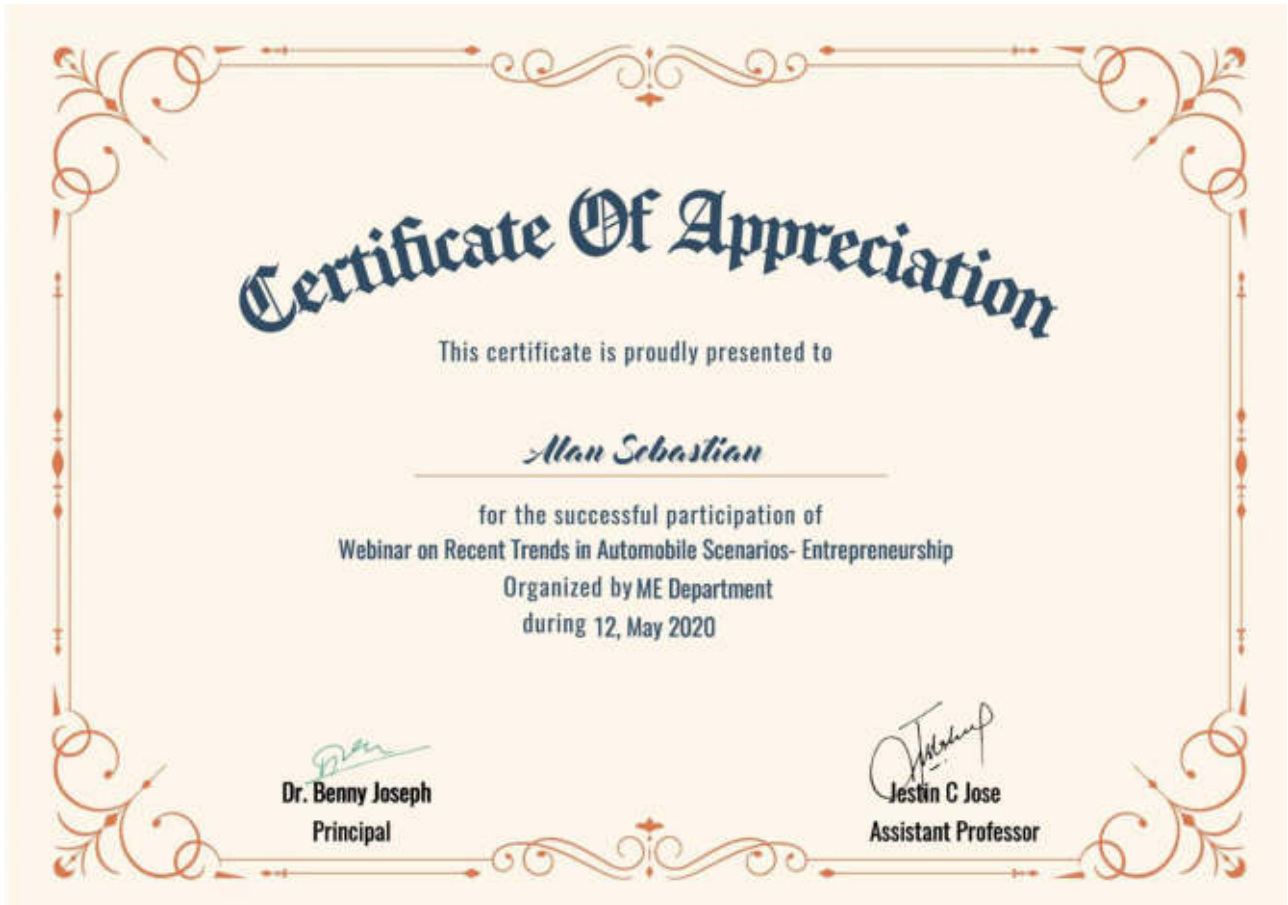 Certificate Of Appreciation
This certificate is proudly presented to
Alan Sebastian
for the successful participation of
Webinar on Recent Trends in Automobile Scenarios- Entrepreneurship
Organized by ME Department
during 12, May 2020
Dr. Benny Joseph
Principal
Jestin C Jose
Assistant Professor